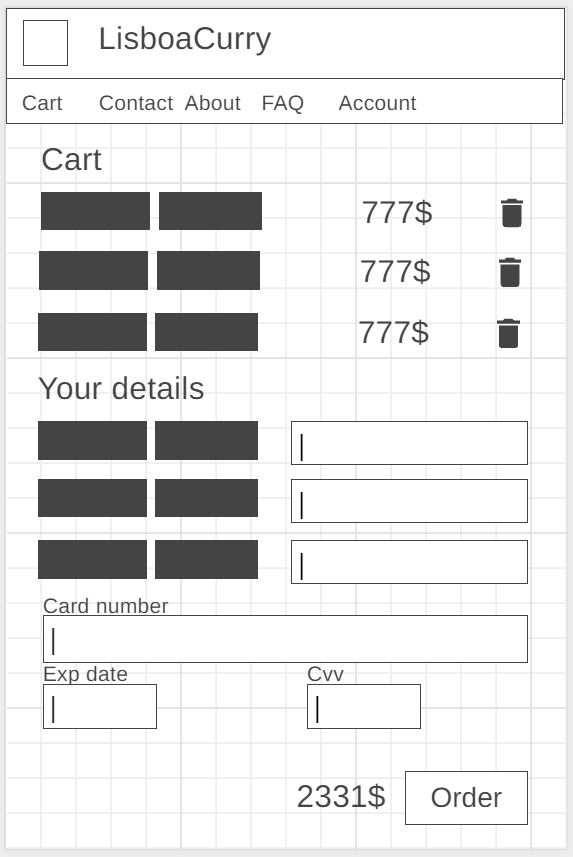 LisboaCurry
Cart Contact About FAQ Account
Cart
777$
777$
777$
Your details
Card number
Exp date Cvv
2331$ Order